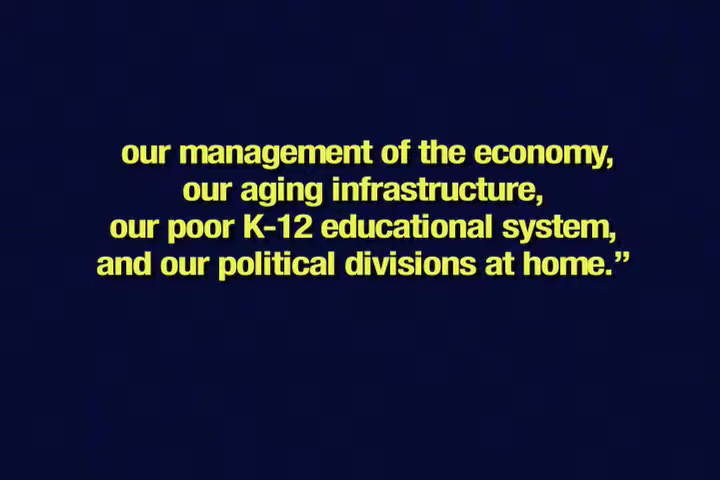 our management of the economy,
our aging infrastructure,
our poor K-12 educational system,
and our political divisions at home.”